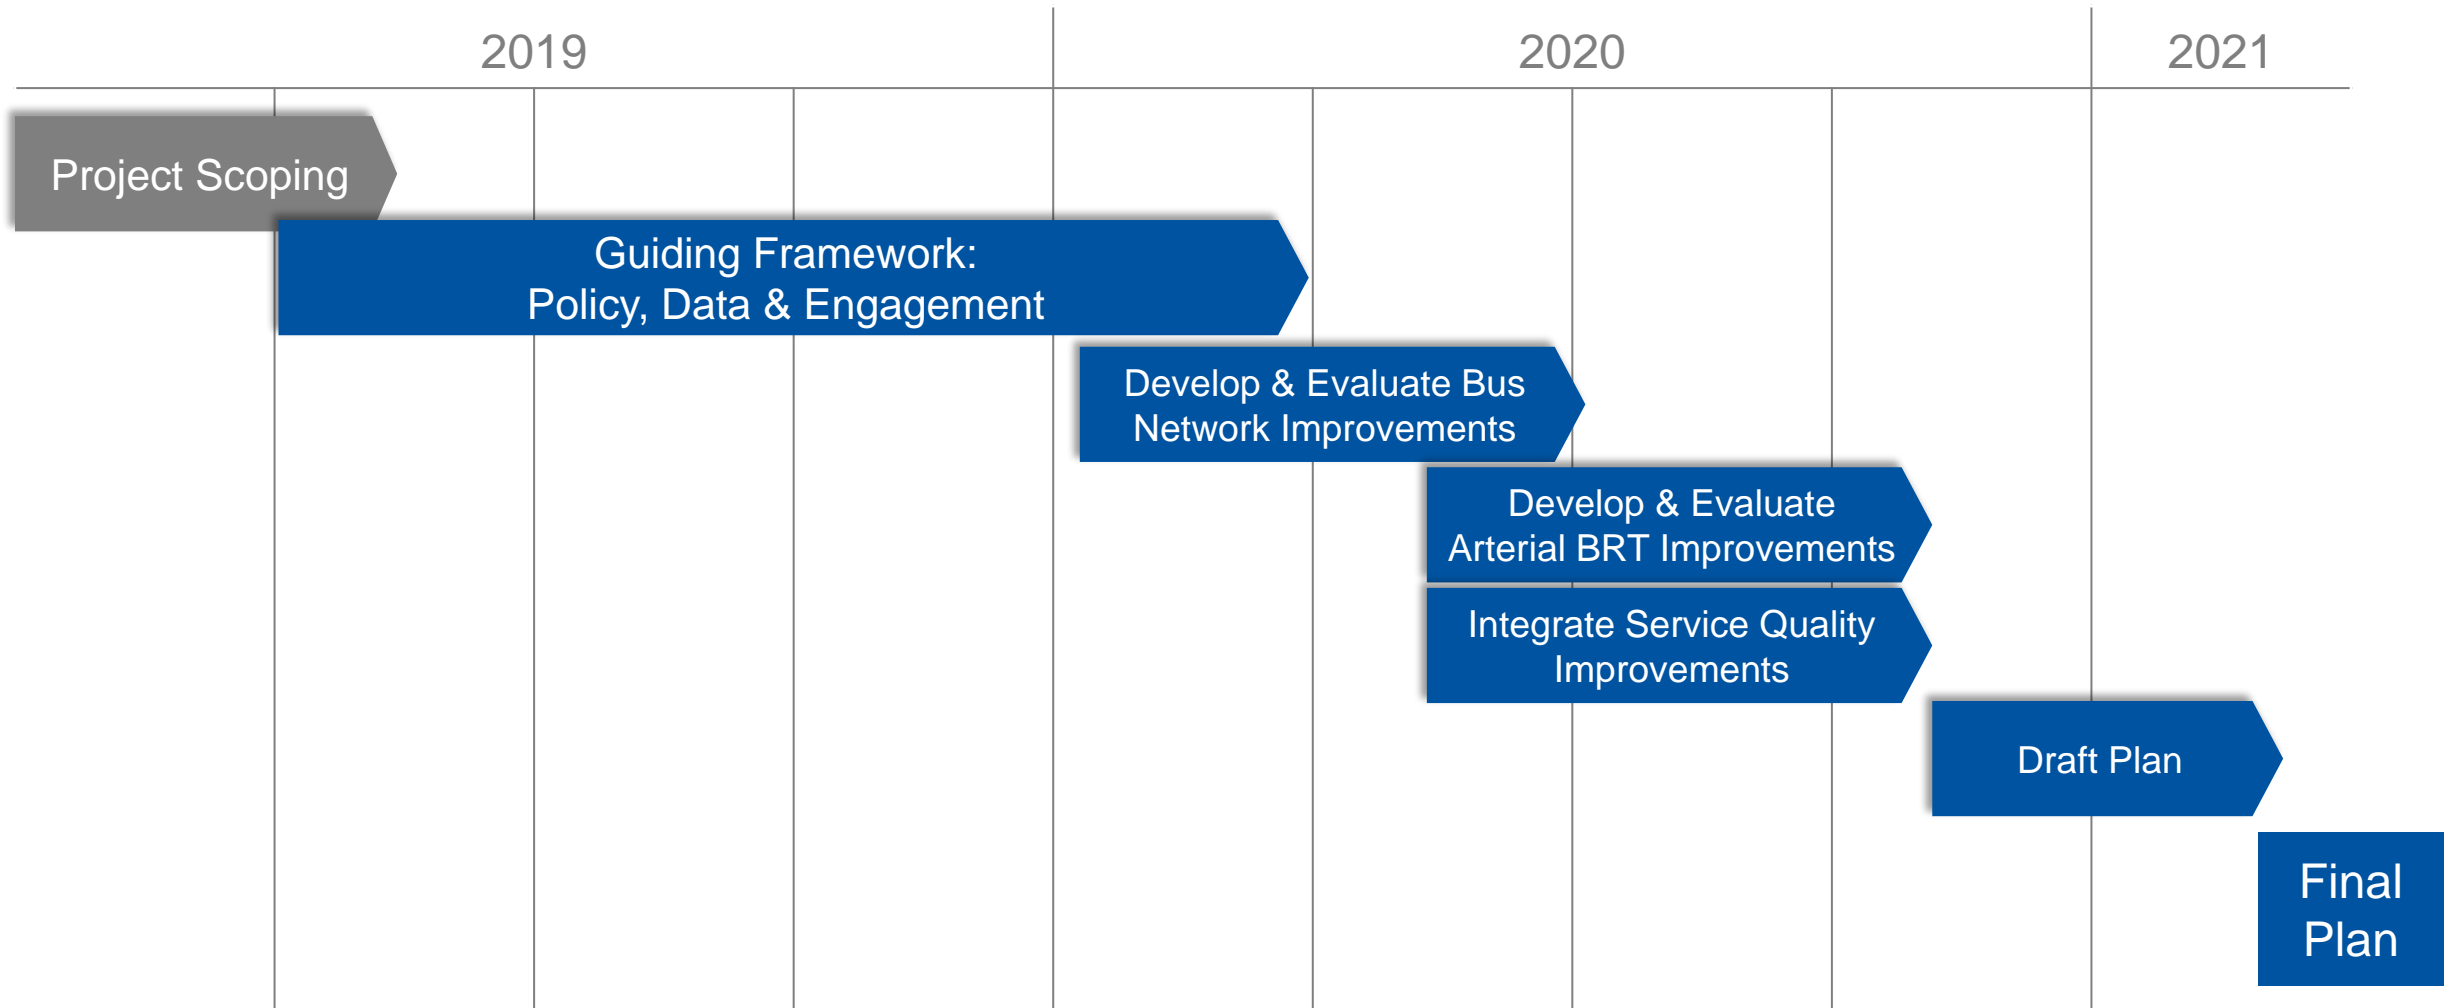 2019
2020
2021
Project Scoping
Guiding Framework:
Policy, Data & Engagement
Develop & Evaluate Bus
Network Improvements
Develop & Evaluate
Arterial BRT Improvements
Integrate Service Quality
Improvements
Draft Plan
Final
Plan